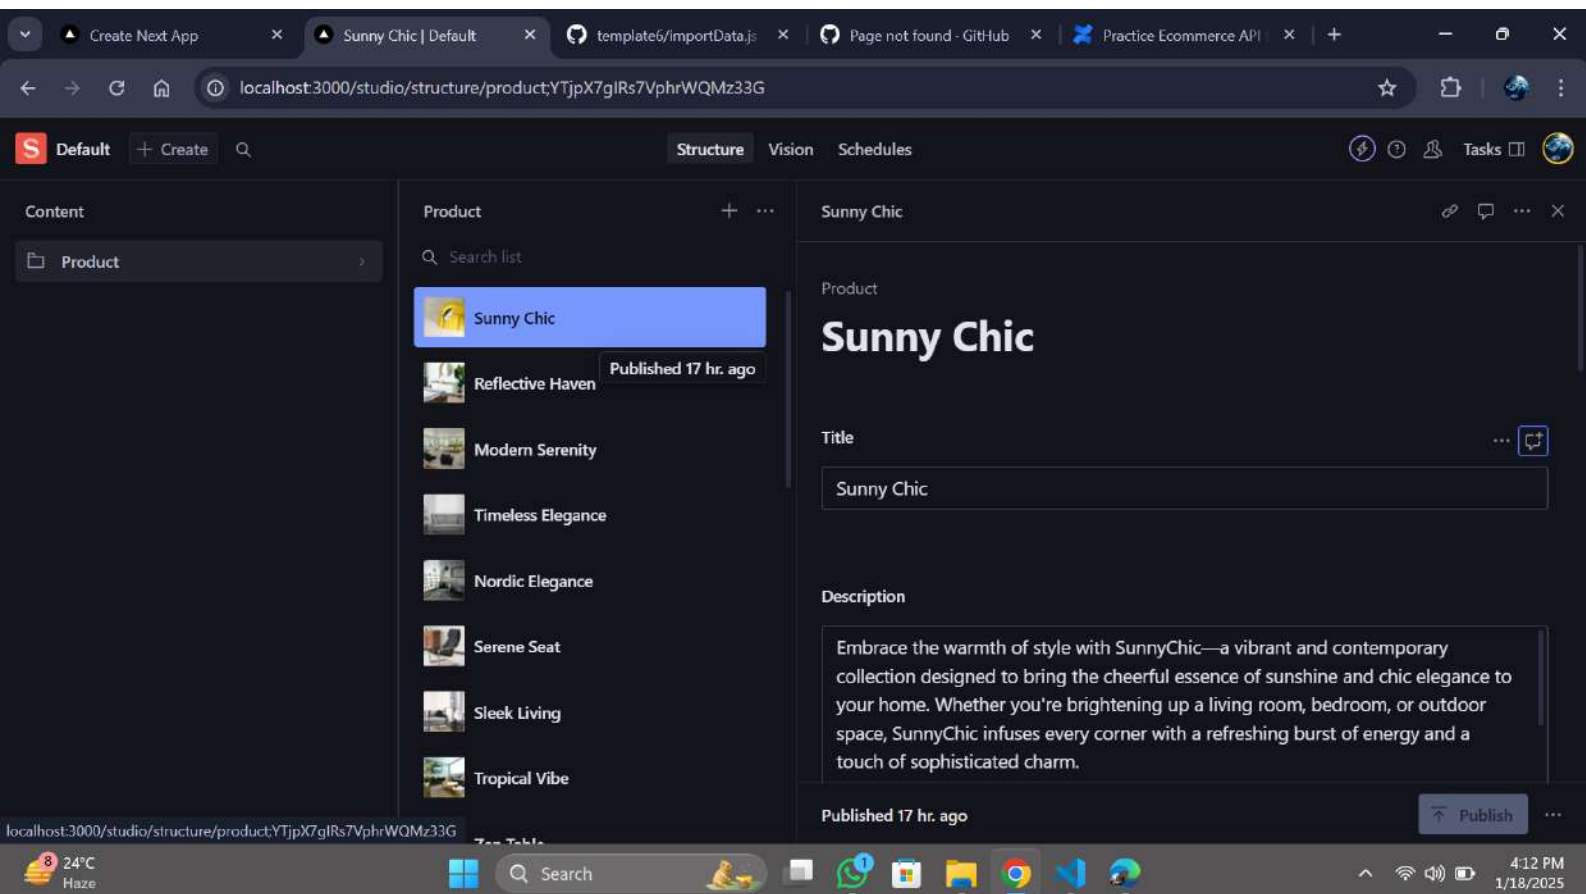 Create Next App
Sunny Chic | Default
template6/importData.js
Page not found · GitHub
Practice Ecommerce API
localhost:3000/studio/structure/product;YTjpX7gIRs7VphrWQMz33G
S Default
Create
Structure
Vision
Schedules
Tasks
Content
Product
Product
Search list
Sunny Chic
Published 17 hr. ago
Reflective Haven
Modern Serenity
Timeless Elegance
Nordic Elegance
Serene Seat
Sleek Living
Tropical Vibe
Zen Table
Sunny Chic
Product
Sunny Chic
Title
Sunny Chic
Description
Embrace the warmth of style with SunnyChic—a vibrant and contemporary
collection designed to bring the cheerful essence of sunshine and chic elegance to
your home. Whether you're brightening up a living room, bedroom, or outdoor
space, SunnyChic infuses every corner with a refreshing burst of energy and a
touch of sophisticated charm.
Published 17 hr. ago
Publish
localhost:3000/studio/structure/product;YTjpX7gIRs7VphrWQMz33G
8
24°C
Haze
Search
1
4:12 PM
1/18/2025